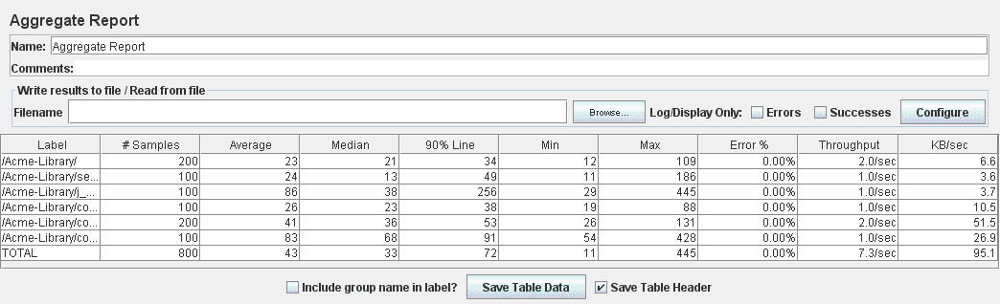 Aggregate Report
Name: Aggregate Report
Comments:
Write results to file / Read from file
Filename Browse... Log/Display Only: Errors Successes Configure
Label # Samples Average Median 90% Line Min Max Error % Throughput KB/sec
/Acme-Library/ 200 23 21 34 12 109 0.00% 2.0/sec 6.6
/Acme-Library/se... 100 24 13 49 11 186 0.00% 1.0/sec 3.6
/Acme-Library/j_... 100 86 38 256 29 445 0.00% 1.0/sec 3.7
/Acme-Library/co... 100 26 23 38 19 88 0.00% 1.0/sec 10.5
/Acme-Library/co... 200 41 36 53 26 131 0.00% 2.0/sec 51.5
/Acme-Library/co... 100 83 68 91 54 428 0.00% 1.0/sec 26.9
TOTAL 800 43 33 72 11 445 0.00% 7.3/sec 95.1
Include group name in label? Save Table Data Save Table Header